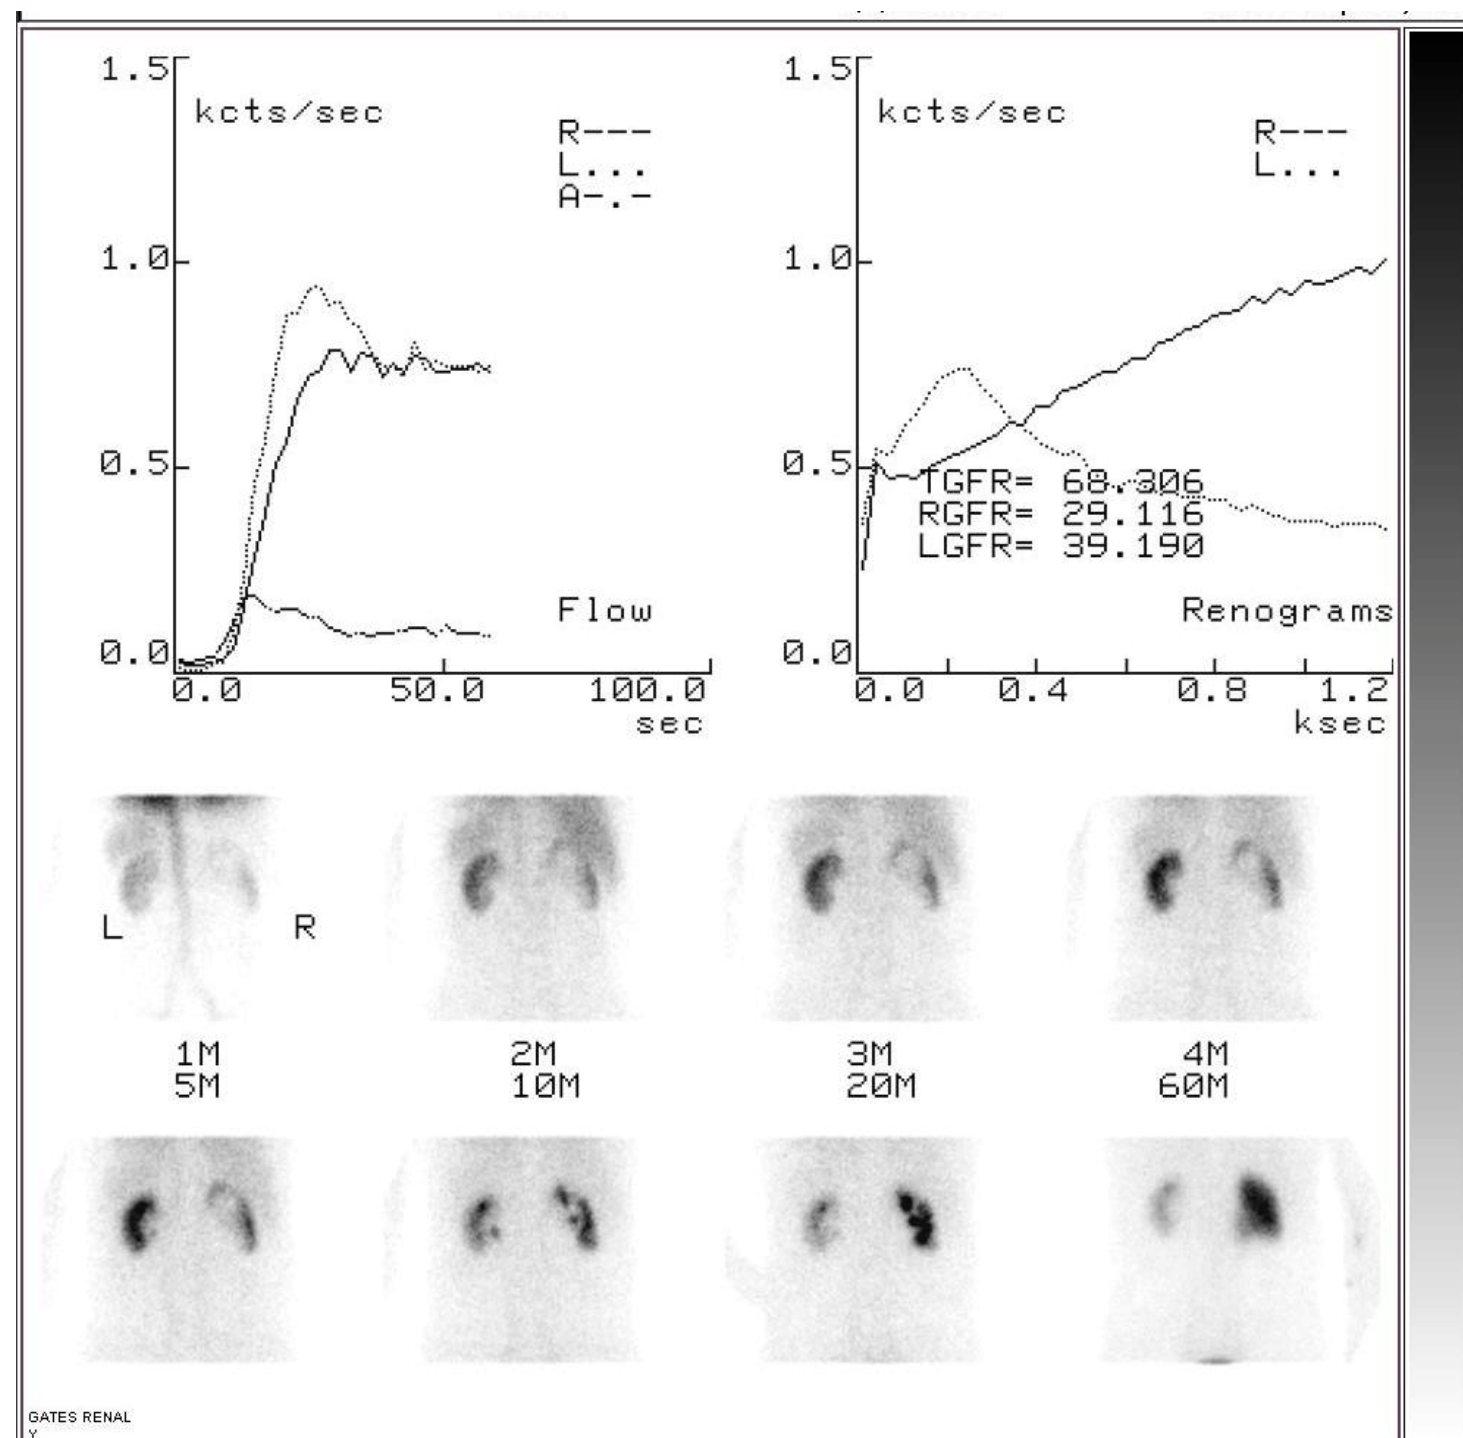 1.5
kcts/sec
R---
L...
A-.-
1.0
0.5
0.0
Flow
0.0 50.0 100.0
sec
1.5
kcts/sec
R---
L...
1.0
0.5
TGFR= 68.306
RGFR= 29.116
LGFR= 39.190
Renograms
0.0
0.0 0.4 0.8 1.2
ksec
L R
1M 2M 3M 4M
5M 10M 20M 60M
GATES RENAL